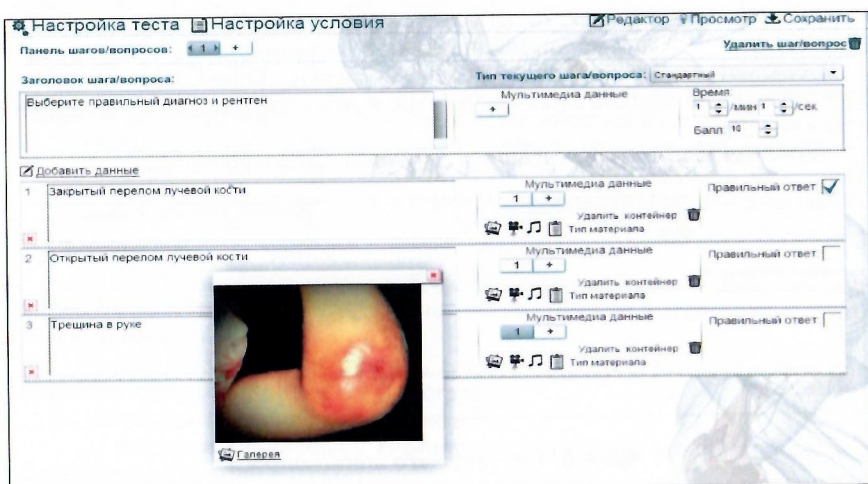 Настройка теста Настройка условия Редактор Просмотр Сохранить
Панель шагов/вопросов: 1 + Удалить шаг/вопрос
Заголовок шага/вопроса: Тип текущего шага/вопроса: Стандартный
Выберите правильный диагноз и рентген Мультимедиа данные Время
+ 1 /мин 1 /сек
Балл 10
Добавить данные
1 Закрытый перелом лучевой кости Мультимедиа данные Правильный ответ
1 +
Удалить контейнер
Тип материала
2 Открытый перелом лучевой кости Мультимедиа данные Правильный ответ
1 +
Удалить контейнер
Тип материала
3 Трещина в руке Мультимедиа данные Правильный ответ
1 +
Удалить контейнер
Тип материала
Галерея